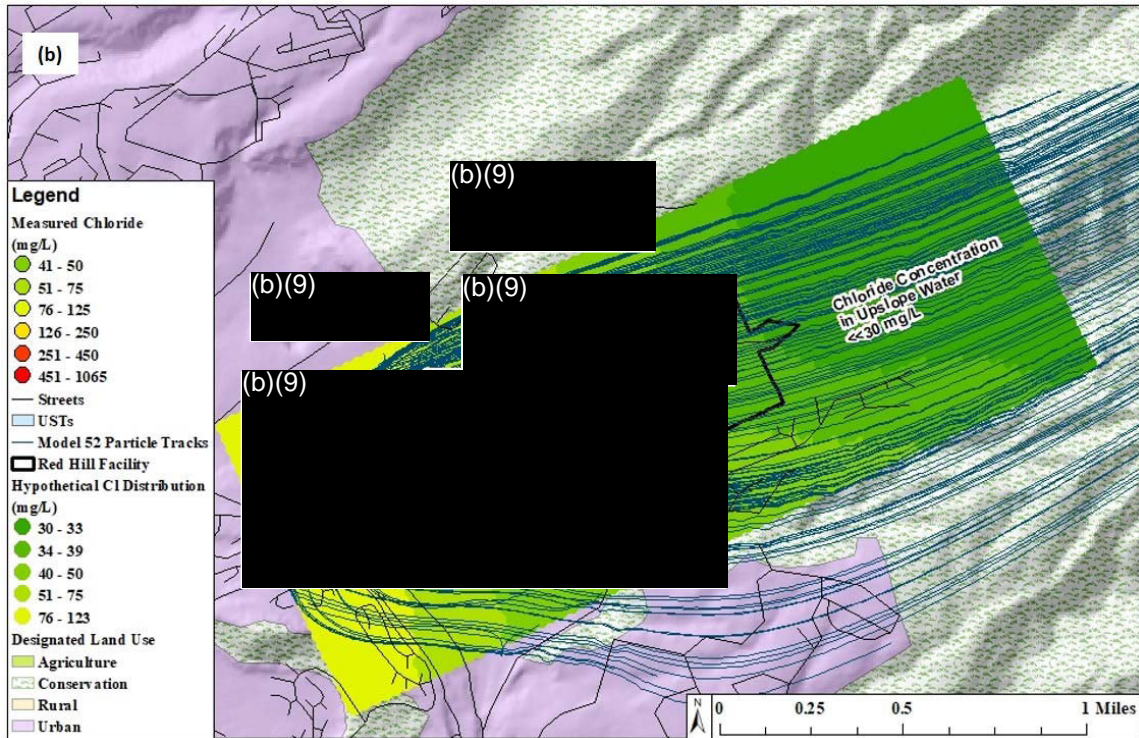 (b)
(b)(9)
(b)(9)
(b)(9)
(b)(9)
Chloride Concentration
in Upslope Water
<<30 mg/L
Legend
Measured Chloride
(mg/L)
41 - 50
51 - 75
76 - 125
126 - 250
251 - 450
451 - 1065
Streets
USTs
Model 52 Particle Tracks
Red Hill Facility
Hypothetical Cl Distribution
(mg/L)
30 - 33
34 - 39
40 - 50
51 - 75
76 - 123
Designated Land Use
Agriculture
Conservation
Rural
Urban
N
0 0.25 0.5 1 Miles